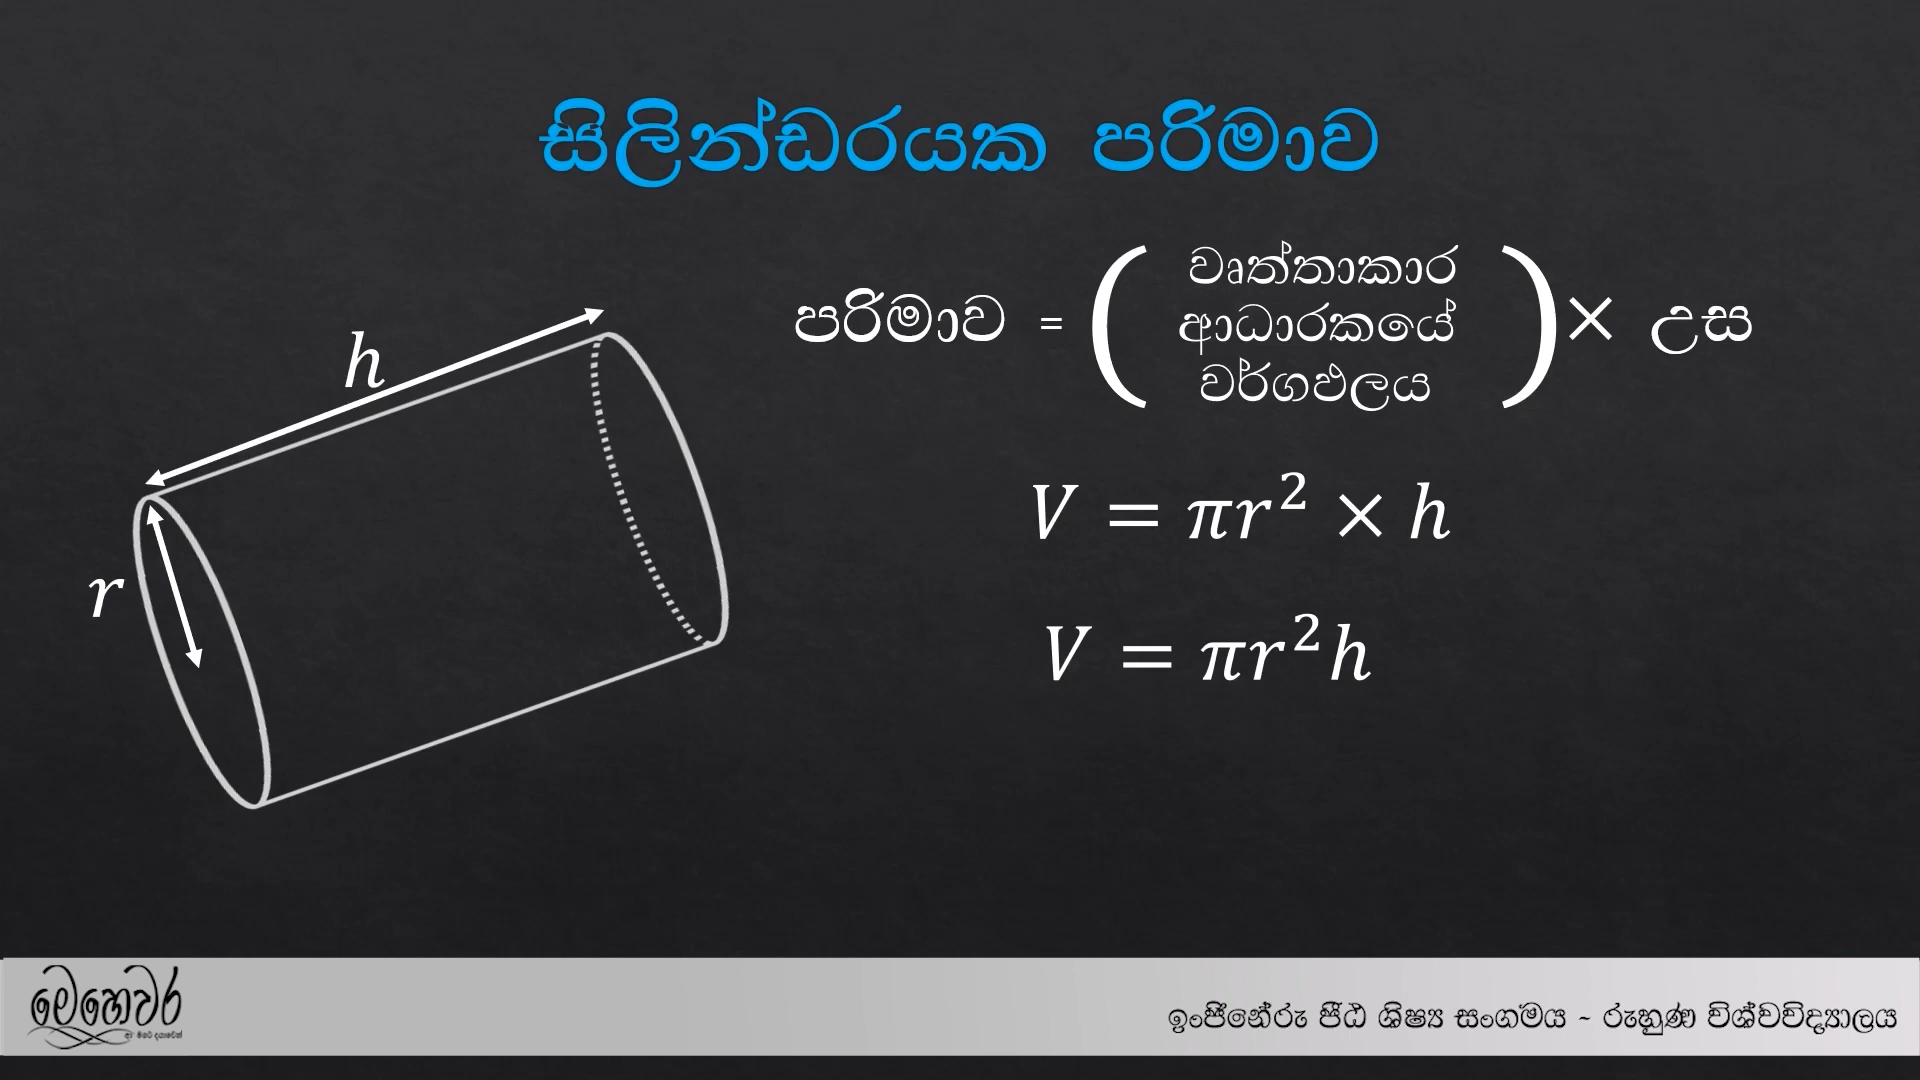 සිලින්ඩරයක පරිමාව
පරිමාව = ( වෘත්තාකාර ආධාරකයේ වර්ගඵලය ) × උස
h
r
V = πr² × h
V = πr²h
මෙහෙවර
ඉංජිනේරු පීඨ ශිෂ්‍ය සංගමය ~ රුහුණ විශ්වවිද්‍යාලය